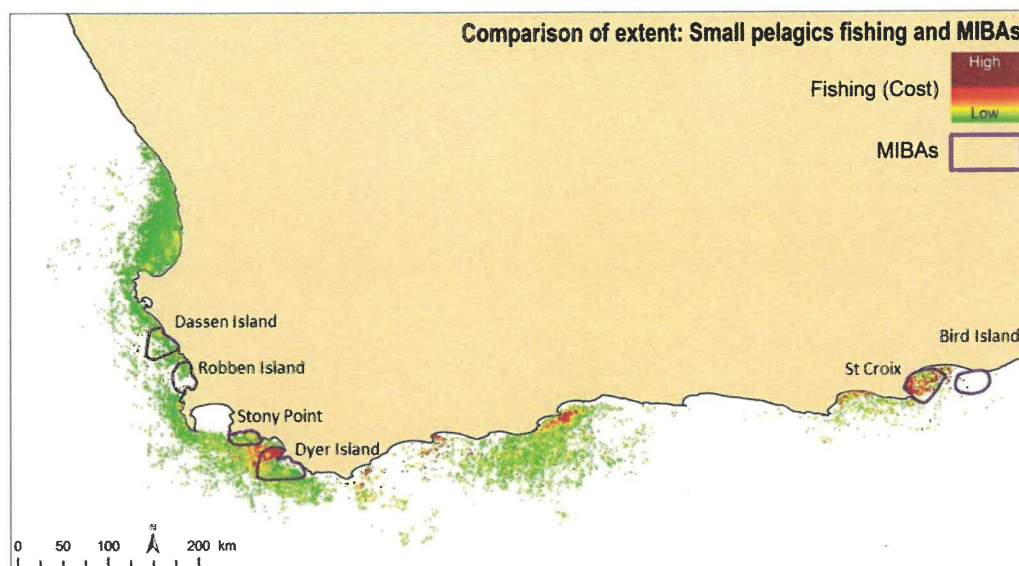 Comparison of extent: Small pelagics fishing and MIBAs
High
Fishing (Cost)
Low
MIBAs
Dassen Island
Bird Island
Robben Island
St Croix
Stony Point
Dyer Island
N
0 50 100 200 km